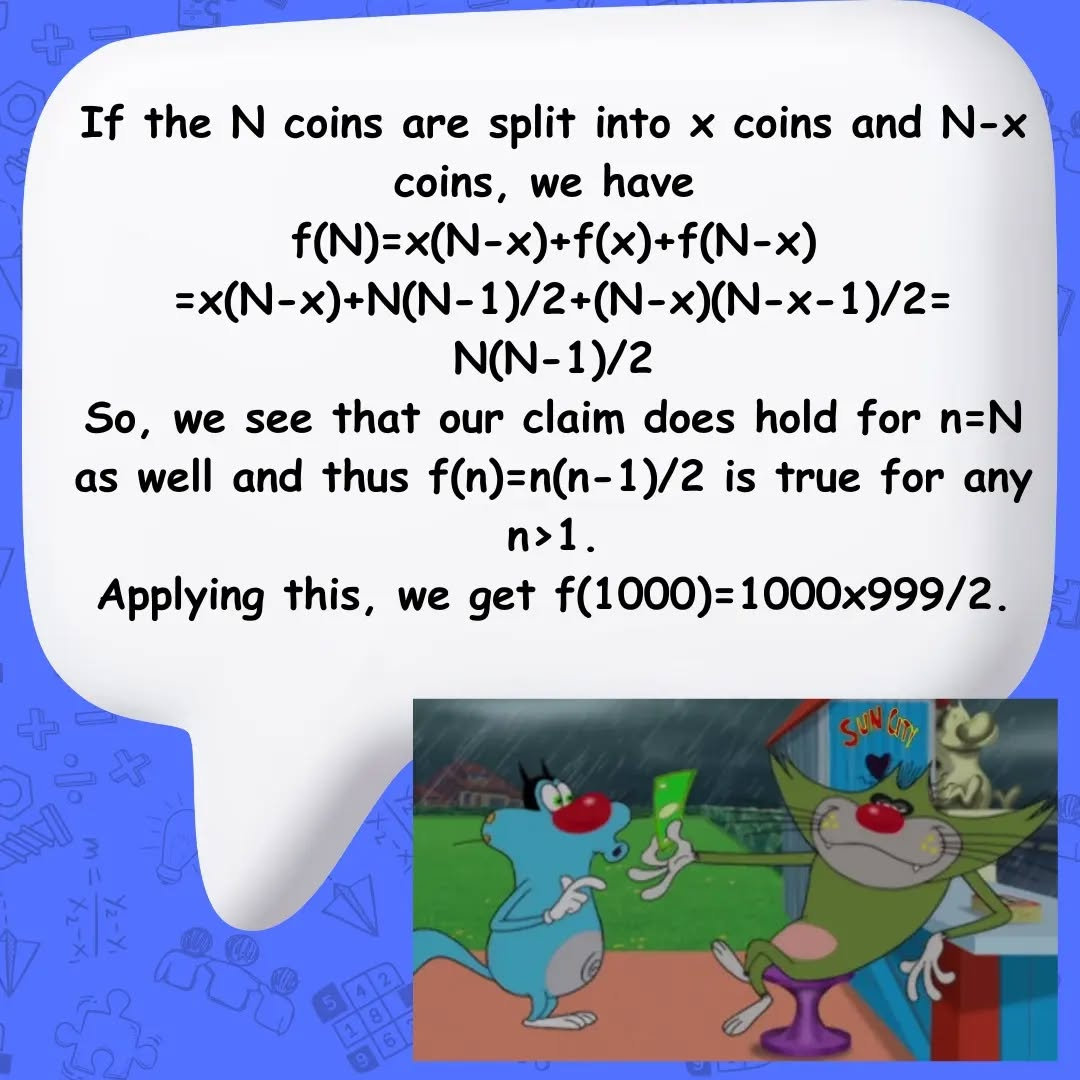 If the N coins are split into x coins and N-x
coins, we have
f(N)=x(N-x)+f(x)+f(N-x)
=x(N-x)+N(N-1)/2+(N-x)(N-x-1)/2=
N(N-1)/2
So, we see that our claim does hold for n=N
as well and thus f(n)=n(n-1)/2 is true for any
n>1.
Applying this, we get f(1000)=1000x999/2.
SUN CITY